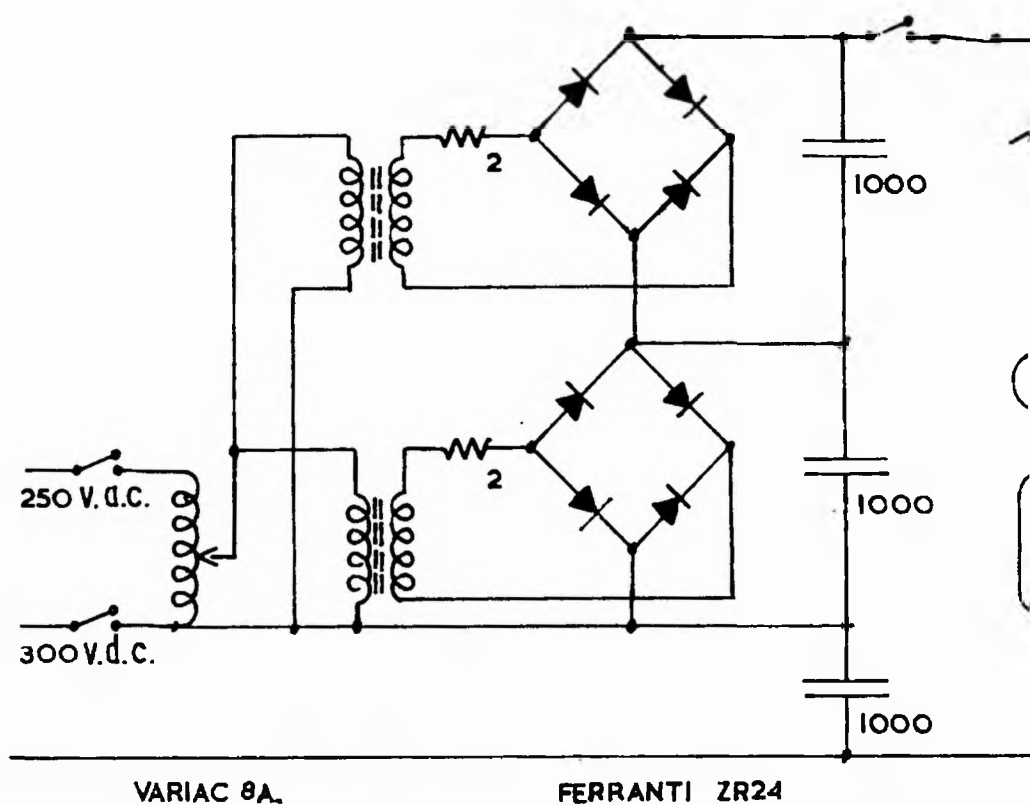 2
1000
2
1000
250 V.d.c.
300 V.d.c.
1000
VARIAC 8A.
FERRANTI ZR24